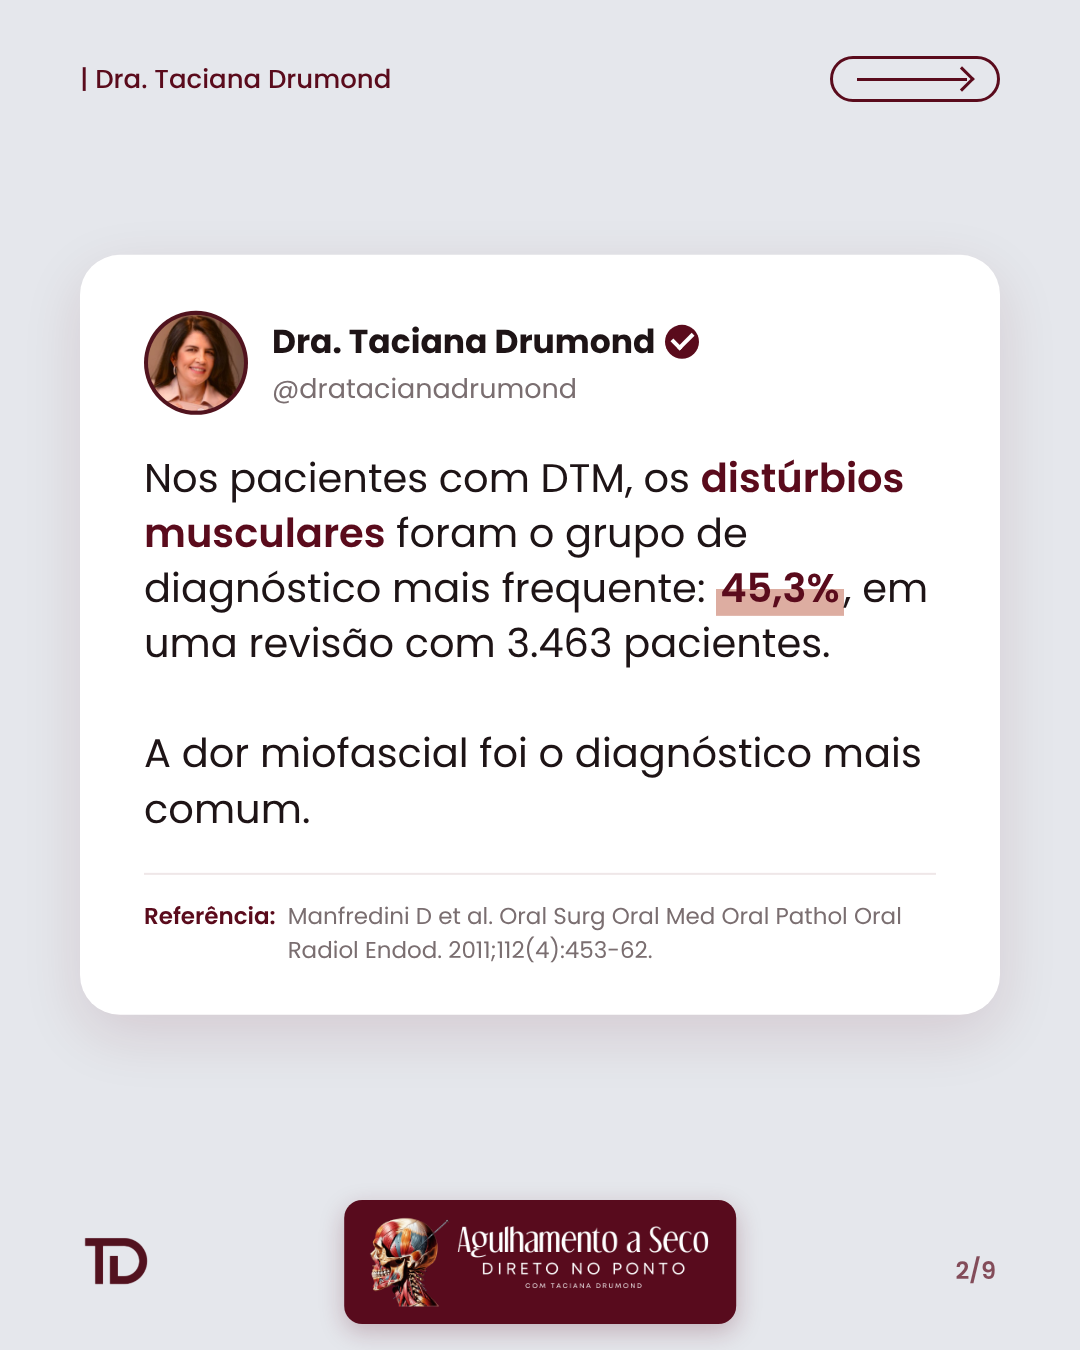 | Dra. Taciana Drumond
Dra. Taciana Drumond
@dratacianadrumond
Nos pacientes com DTM, os distúrbios
musculares foram o grupo de
diagnóstico mais frequente: 45,3%, em
uma revisão com 3.463 pacientes.
A dor miofascial foi o diagnóstico mais
comum.
Referência: Manfredini D et al. Oral Surg Oral Med Oral Pathol Oral
Radiol Endod. 2011;112(4):453-62.
TD
Agulhamento a Seco
DIRETO NO PONTO
COM TACIANA DRUMOND
2/9